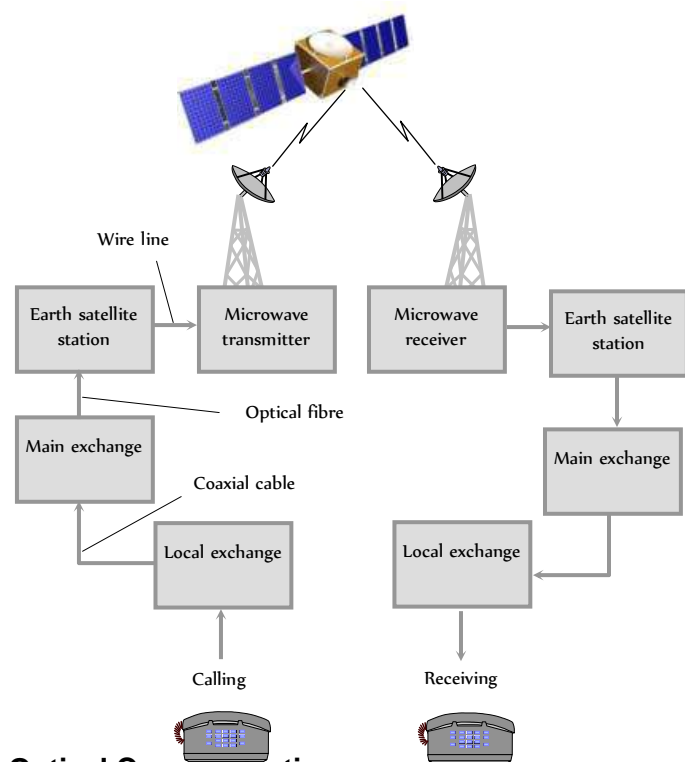 Wire line
Earth satellite
station
Microwave
transmitter
Microwave
receiver
Earth satellite
station
Optical fibre
Main exchange
Main exchange
Coaxial cable
Local exchange
Local exchange
Calling
Receiving